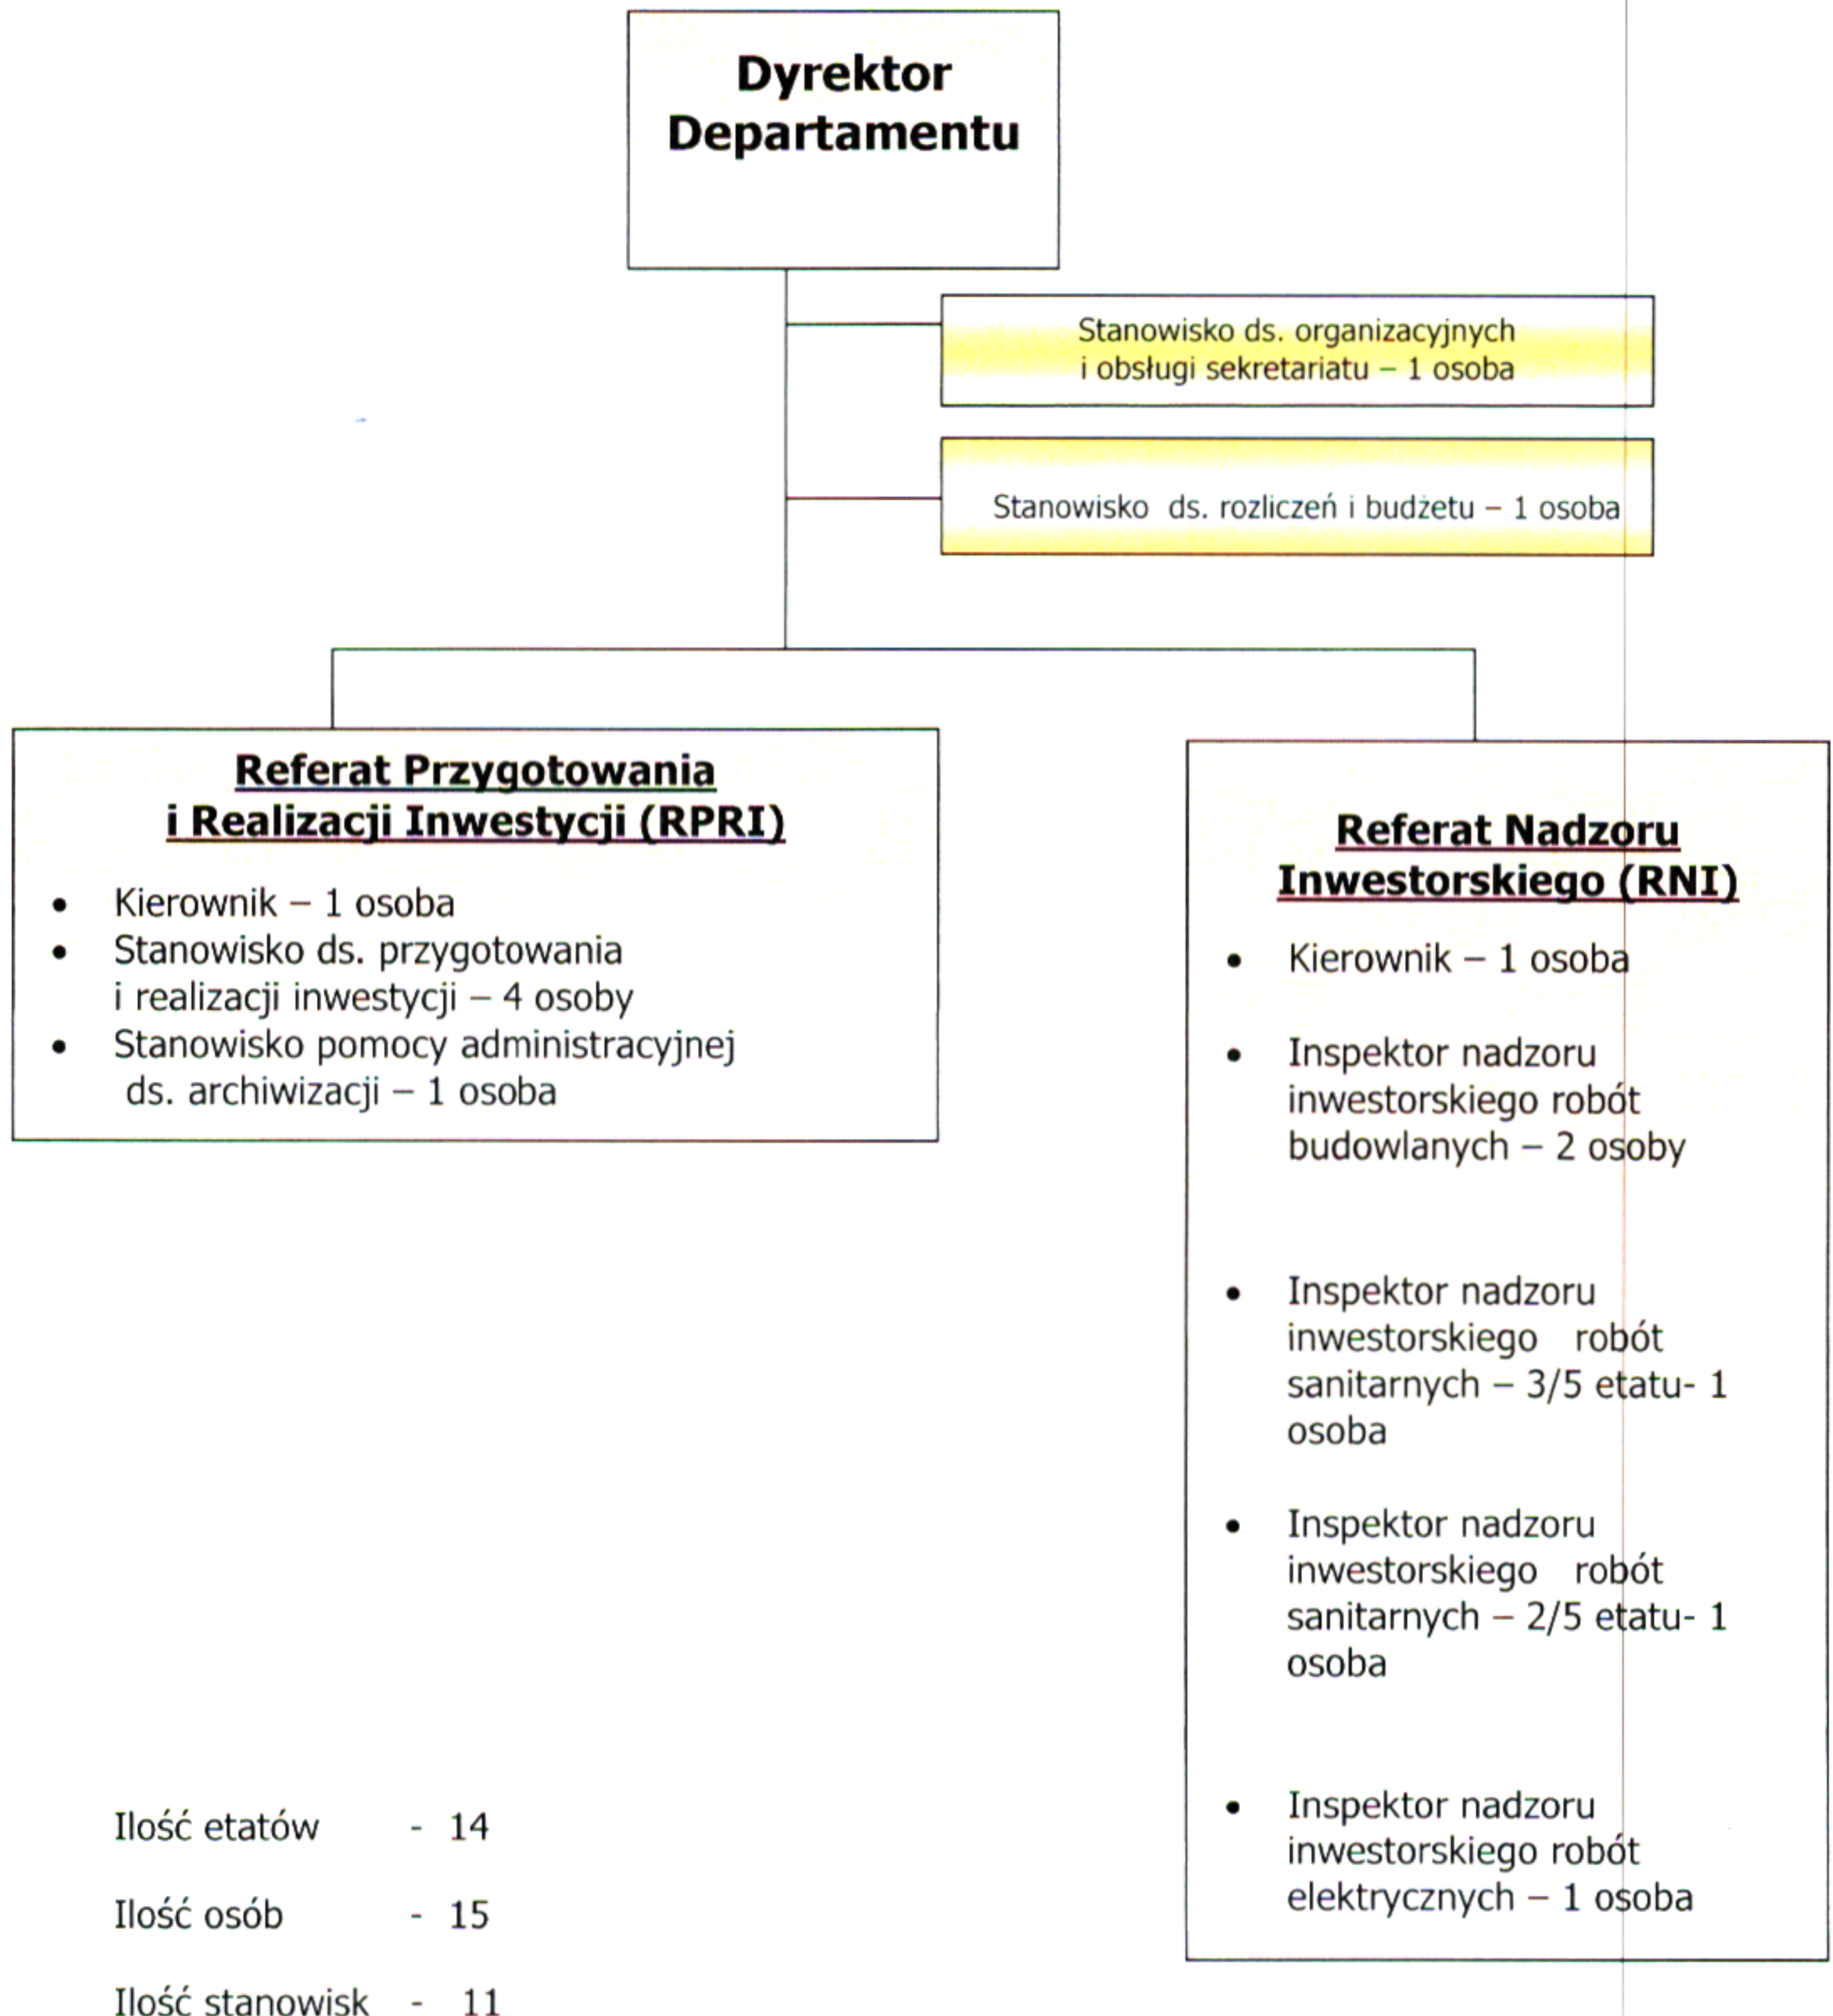 Dyrektor
Departamentu
Stanowisko ds. organizacyjnych
i obsługi sekretariatu – 1 osoba
Stanowisko ds. rozliczeń i budżetu – 1 osoba
Referat Przygotowania
i Realizacji Inwestycji (RPRI)
• Kierownik – 1 osoba
• Stanowisko ds. przygotowania
i realizacji inwestycji – 4 osoby
• Stanowisko pomocy administracyjnej
ds. archiwizacji – 1 osoba
Referat Nadzoru
Inwestorskiego (RNI)
• Kierownik – 1 osoba
• Inspektor nadzoru
inwestorskiego robót
budowlanych – 2 osoby
• Inspektor nadzoru
inwestorskiego robót
sanitarnych – 3/5 etatu- 1
osoba
• Inspektor nadzoru
inwestorskiego robót
sanitarnych – 2/5 etatu- 1
osoba
• Inspektor nadzoru
inwestorskiego robót
elektrycznych – 1 osoba
Ilość etatów - 14
Ilość osób - 15
Ilość stanowisk - 11